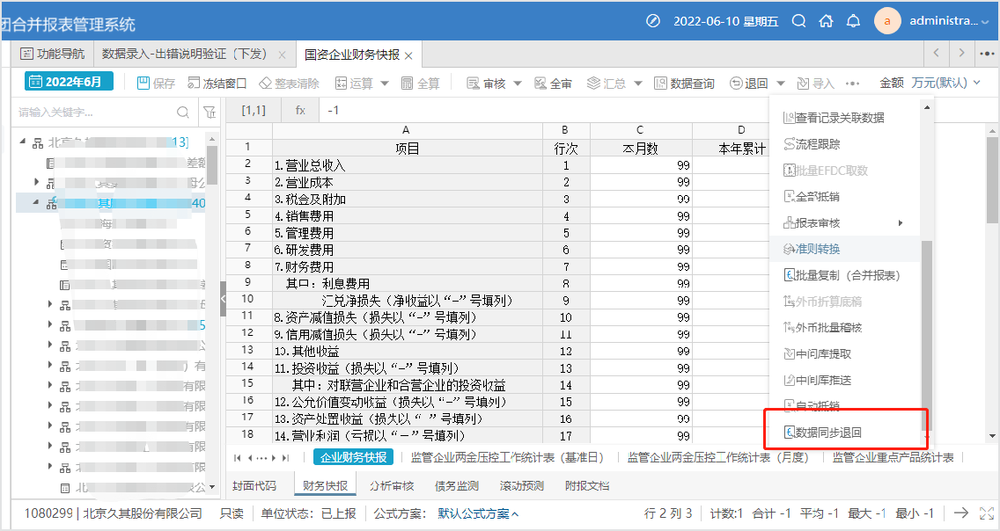 团合并报表管理系统
2022-06-10 星期五
administra...
功能导航
数据录入-出错说明验证（下发）
国资企业财务快报
2022年6月
保存 冻结窗口 整表清除 运算 全算 审核 全审 汇总 数据查询 退回 导入 ••• 金额 万元(默认)
请输入关键字...
[1,1] fx -1
A B C D
1 项目 行次 本月数 本年累计
2 1.营业总收入 1 99
3 2.营业成本 2 99
4 3.税金及附加 3 99
5 4.销售费用 4 99
6 5.管理费用 5 99
7 6.研发费用 6 99
8 7.财务费用 7 99
9 其中：利息费用 8 99
10 汇兑净损失（净收益以“-”号填列） 9 99
11 8.资产减值损失（损失以“-”号填列） 10 99
12 9.信用减值损失（损失以“-”号填列） 11 99
13 10.其他收益 12 99
14 11.投资收益（损失以“-”号填列） 13 99
15 其中：对联营企业和合营企业的投资收益 14 99
16 12.公允价值变动收益（损失以“-”号填列） 15 99
17 13.资产处置收益（损失以“-”号填列） 16 99
18 14.营业利润（亏损以“-”号填列） 17 99
北京久 13]
差额
母公
40
海
资
国
5
有
有限
有限
有限
有限
有限
北京 公
查看记录关联数据
流程跟踪
批量EFDC取数
全部抵销
报表审核
准则转换
批量复制（合并报表）
外币折算底稿
外币批量稽核
中间库提取
中间库推送
自动抵销
数据同步退回
企业财务快报 监管企业两金压控工作统计表（基准日） 监管企业两金压控工作统计表（月度） 监管企业重点产品统计表
封面代码 财务快报 分析审核 债务监测 滚动预测 附报文档
1080299 | 北京久其股份有限公司 只读 单位状态：已上报 公式方案： 默认公式方案 行 2 列 3 计数:1 合计 -1 平均 -1 最大 -1 最小 -1